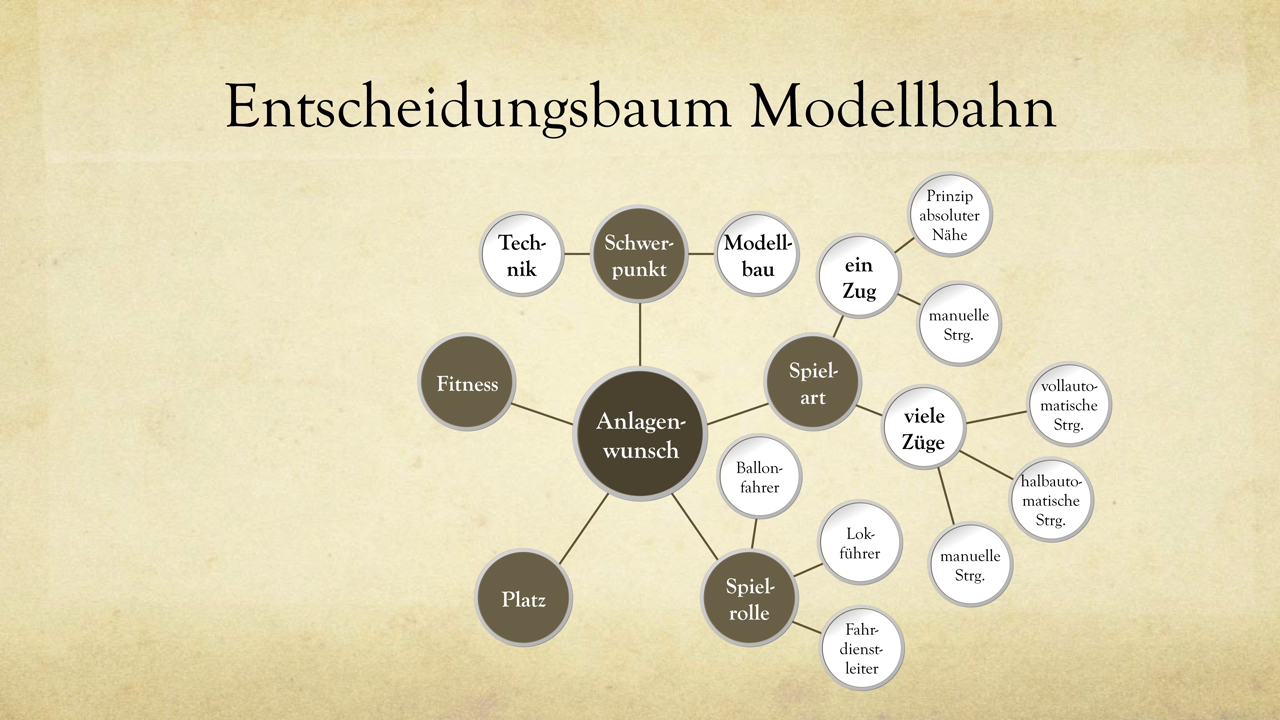 Entscheidungsbaum Modellbahn
Tech-
nik
Schwer-
punkt
Modell-
bau
ein
Zug
Prinzip
absoluter
Nähe
manuelle
Strg.
Fitness
Anlagen-
wunsch
Spiel-
art
viele
Züge
vollauto-
matische
Strg.
halbauto-
matische
Strg.
manuelle
Strg.
Ballon-
fahrer
Lok-
führer
Platz
Spiel-
rolle
Fahr-
dienst-
leiter